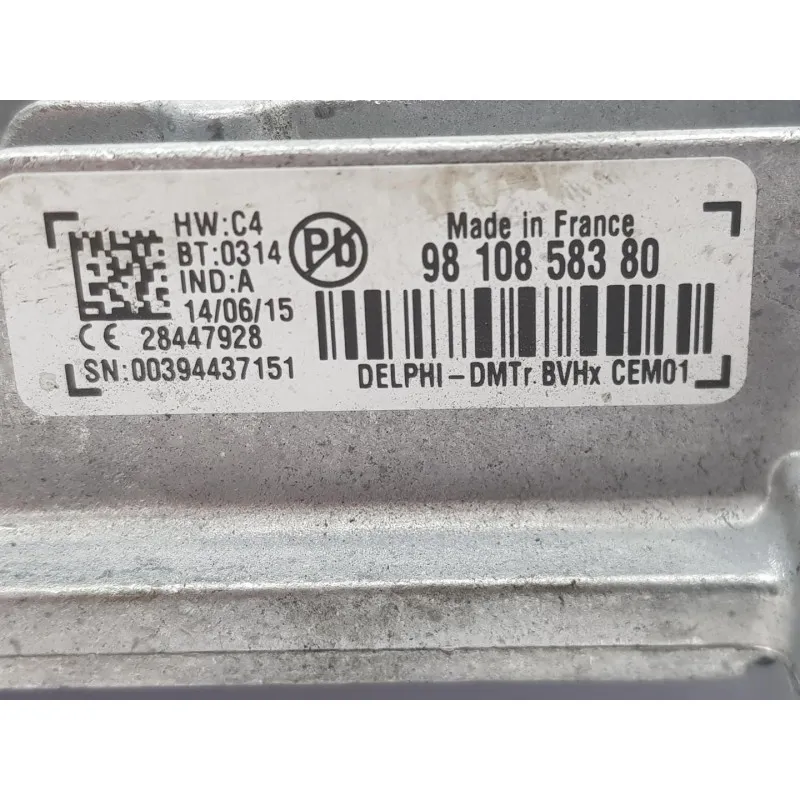 HW:C4
BT:0314
IND:A
14/06/15
CE 28447928
SN:00394437151
Pb
Made in France
98 108 583 80
DELPHI-DMTr.BVHx CEM01